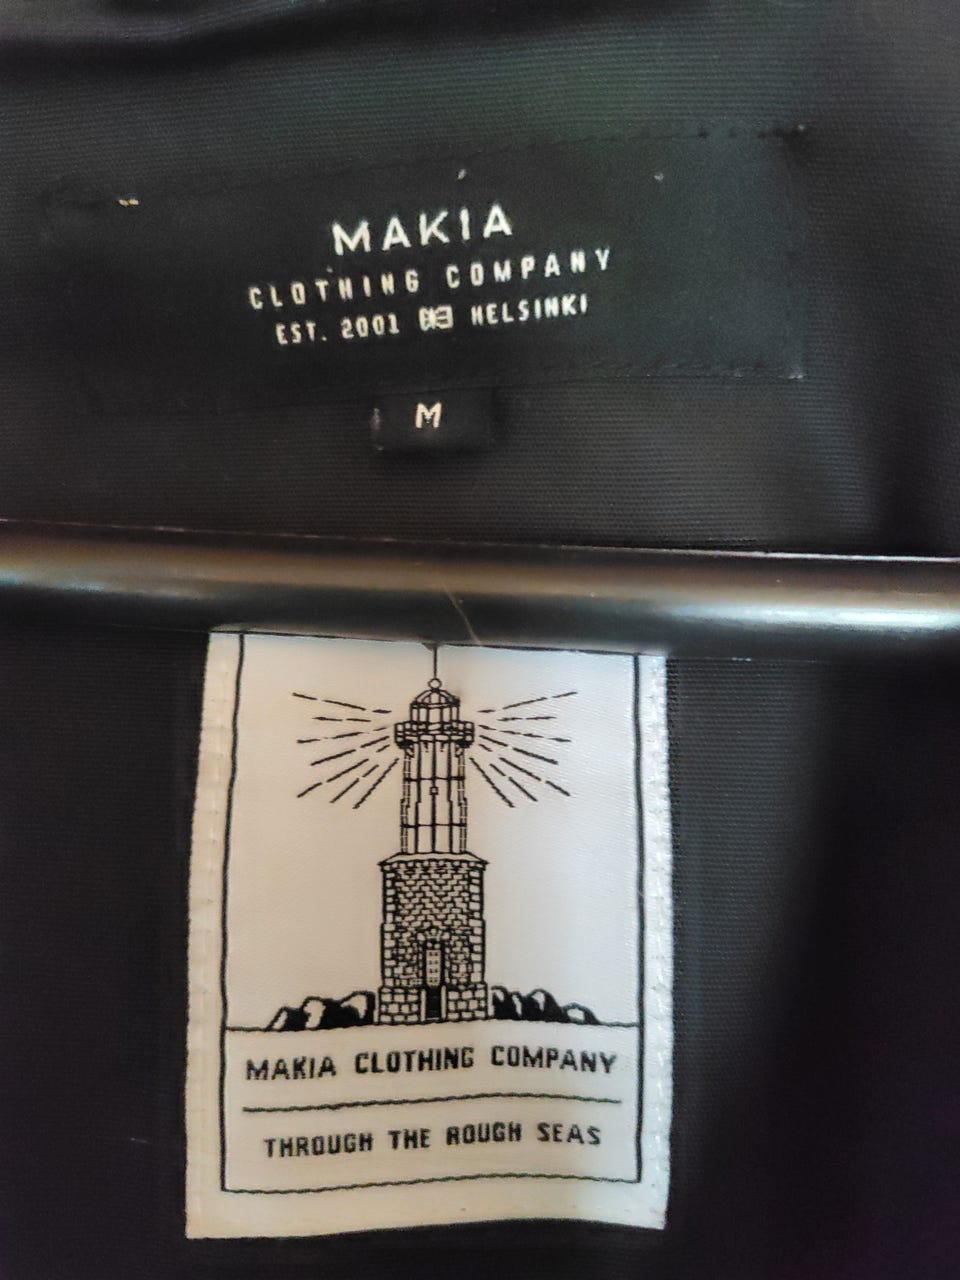 MAKIA
CLOTHING COMPANY
EST. 2001 HELSINKI
M
MAKIA CLOTHING COMPANY
THROUGH THE ROUGH SEAS